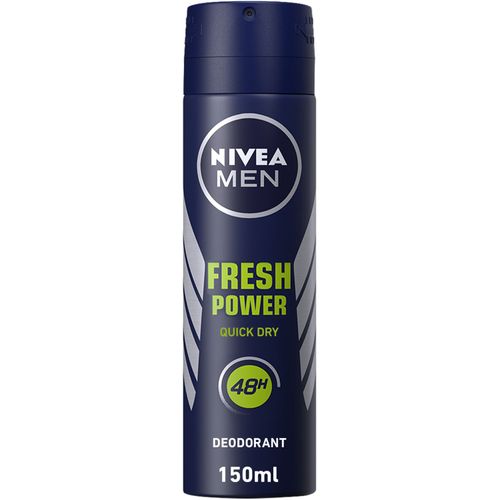 NIVEA
MEN
FRESH
POWER
QUICK DRY
48H
DEODORANT
150ml